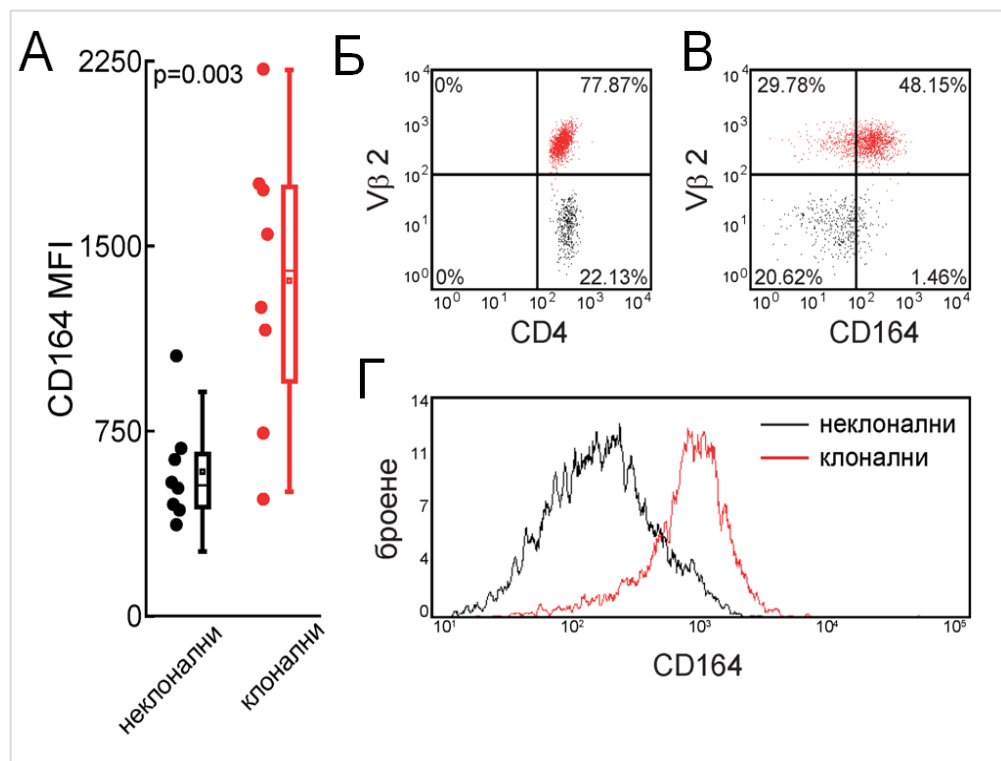 А
2250
1500
750
0
CD164 MFI
p=0.003
неклонални
клонални
Б
10⁴
10³
10²
10¹
10⁰
Vβ 2
0%
77.87%
0%
22.13%
10⁰ 10¹ 10² 10³ 10⁴
CD4
В
10⁴
10³
10²
10¹
10⁰
Vβ 2
29.78%
48.15%
20.62%
1.46%
10⁰ 10¹ 10² 10³ 10⁴
CD164
Г
14
11
7
4
0
броене
неклонални
клонални
10¹ 10² 10³ 10⁴ 10⁵
CD164